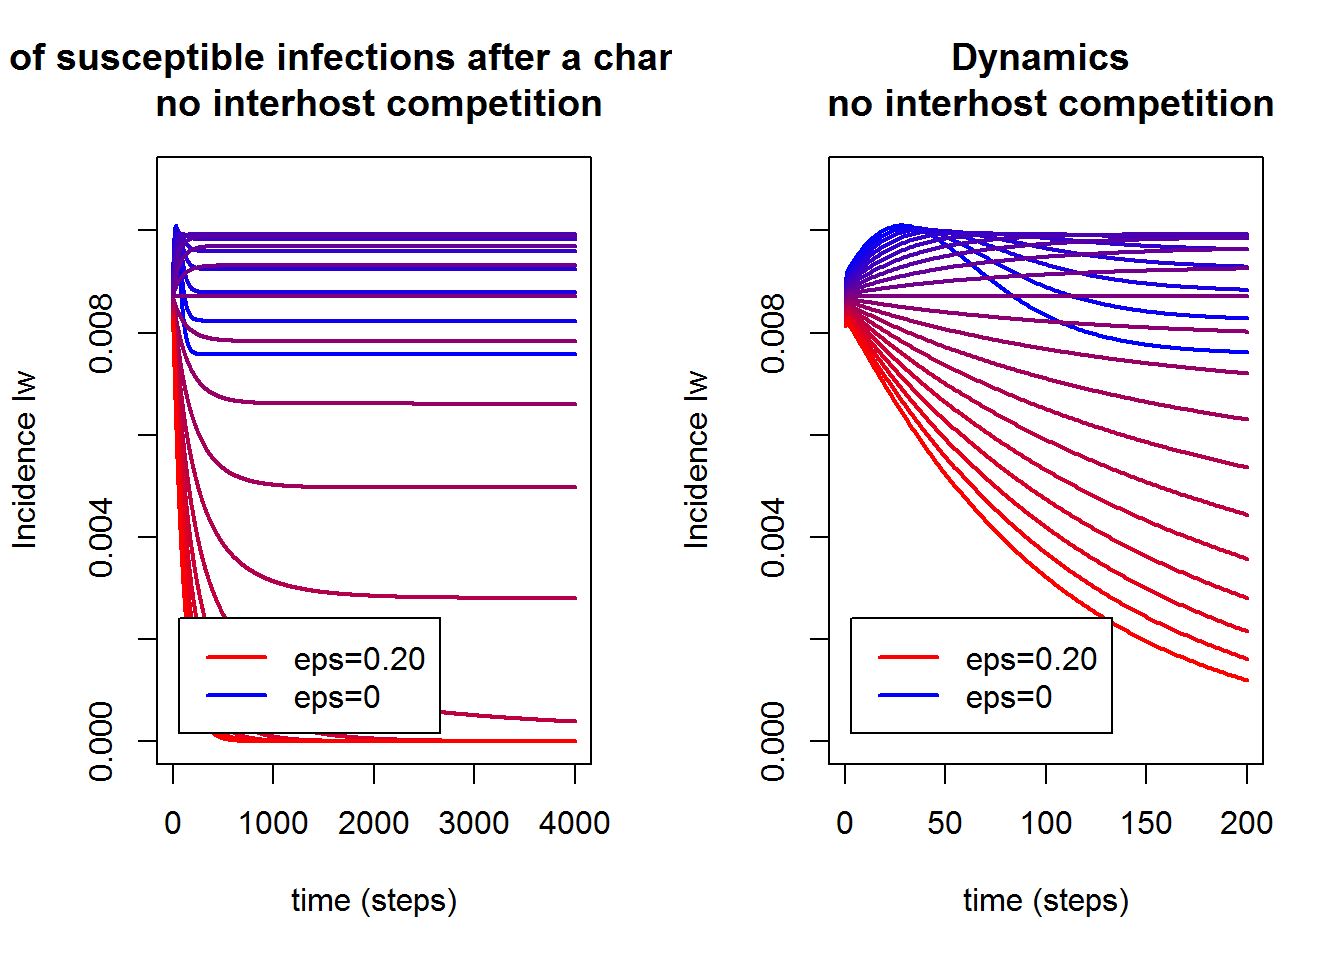 of susceptible infections after a char
no interhost competition
Incidence Iw
0.000
0.004
0.008
eps=0.20
eps=0
0
1000
2000
3000
4000
time (steps)
Dynamics
no interhost competition
Incidence Iw
0.000
0.004
0.008
eps=0.20
eps=0
0
50
100
150
200
time (steps)